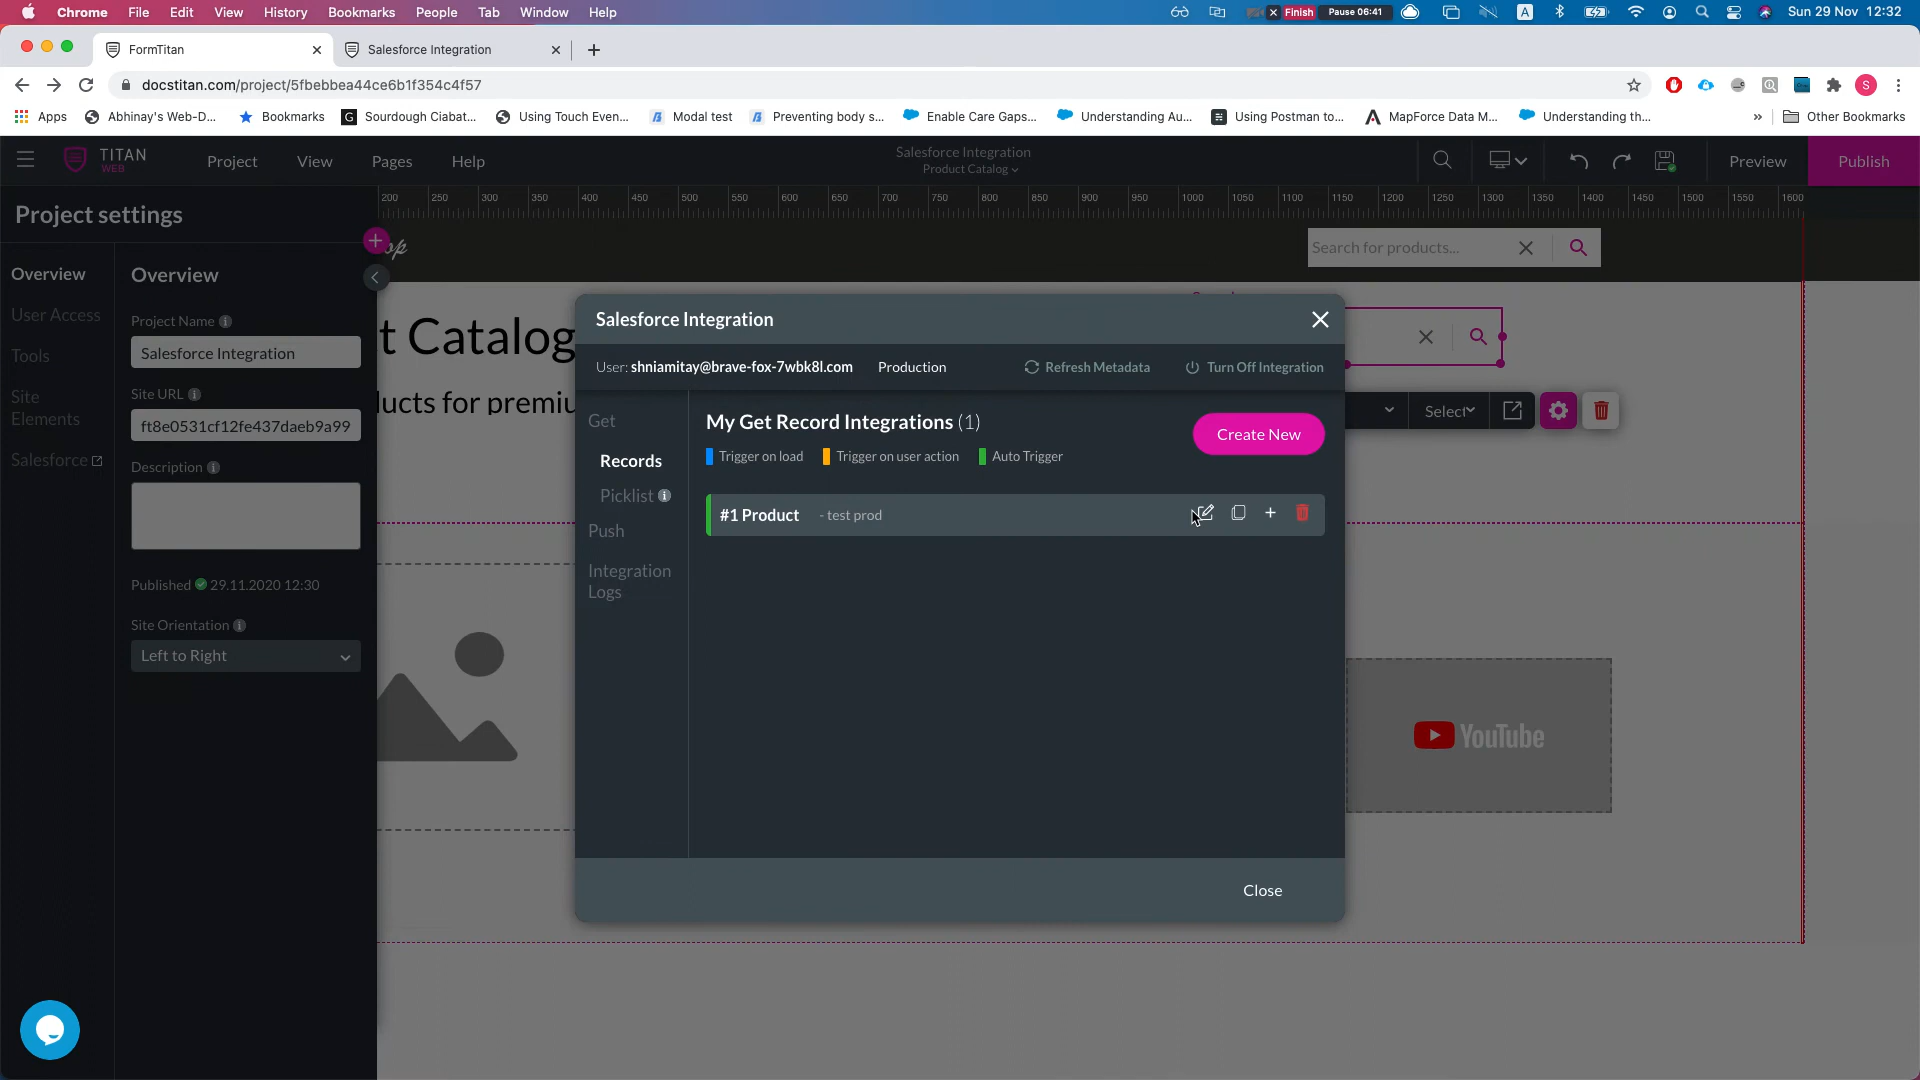 Chrome File Edit View History Bookmarks People Tab Window Help
Finish Pause 06:41 A Sun 29 Nov 12:32
FormTitan Salesforce Integration
docstitan.com/project/5fbebbea44ce6b1f354c4f57
S
Apps Abhinay's Web-D... Bookmarks G Sourdough Ciabat... Using Touch Even... Modal test Preventing body s... Enable Care Gaps... Understanding Au... Using Postman to... MapForce Data M... Understanding th... » Other Bookmarks
TITAN
WEB
Project View Pages Help
Salesforce Integration
Product Catalog
Preview Publish
Project settings
200 250 300 350 400 450 500 550 600 650 700 750 800 850 900 950 1000 1050 1100 1150 1200 1250 1300 1350 1400 1450 1500 1550 1600
op
Search for products...
Overview
User Access
Tools
Site
Elements
Salesforce
Overview
Project Name
Salesforce Integration
Site URL
ft8e0531cf12fe437daeb9a99
Description
Published 29.11.2020 12:30
Site Orientation
Left to Right
t Catalog
ucts for premiu
Select
Salesforce Integration
User: shniamitay@brave-fox-7wbk8l.com Production Refresh Metadata Turn Off Integration
Get
Records
Picklist
Push
Integration
Logs
My Get Record Integrations (1)
Create New
Trigger on load Trigger on user action Auto Trigger
#1 Product - test prod
YouTube
Close